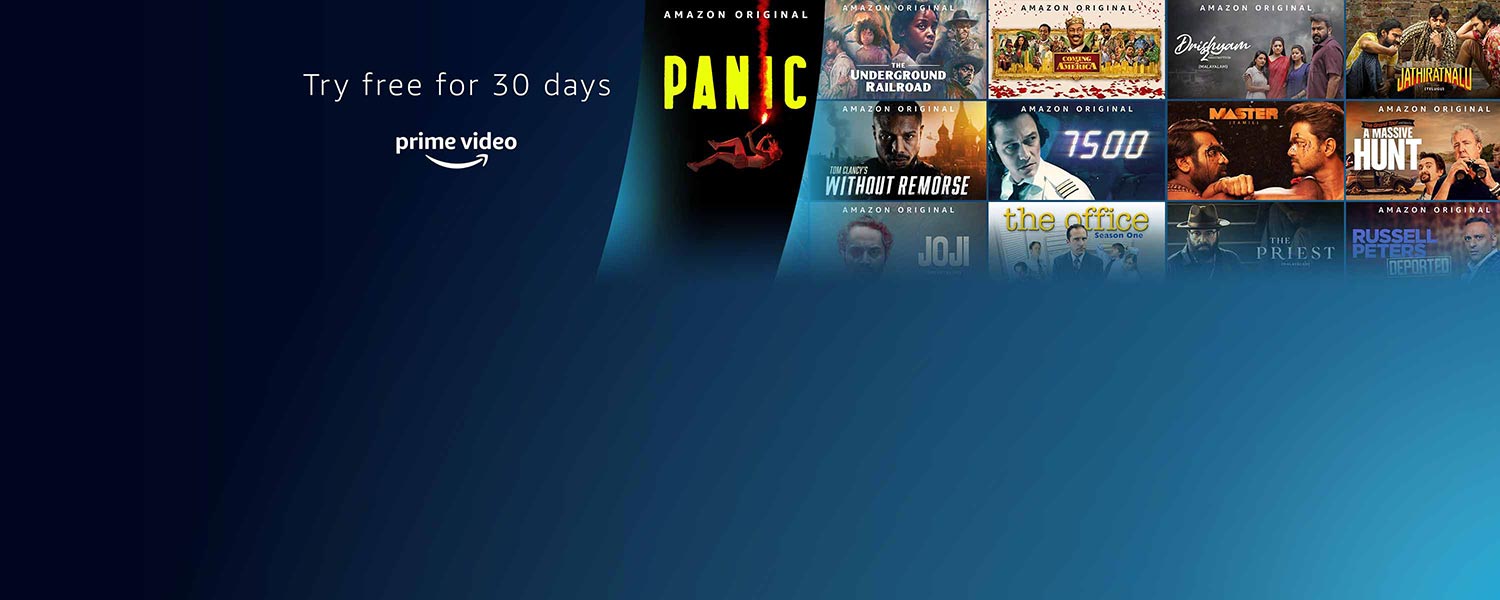 Try free for 30 days
prime video
AMAZON ORIGINAL
PANIC
AMAZON ORIGINAL
THE
UNDERGROUND
RAILROAD
AMAZON ORIGINAL
COMING
AMERICA
AMAZON ORIGINAL
Drishyam
2
(MALAYALAM)
JATHIRATNALU
(TELUGU)
AMAZON ORIGINAL
TOM CLANCY'S
WITHOUT REMORSE
AMAZON ORIGINAL
7500
MASTER
AMAZON ORIGINAL
A MASSIVE
HUNT
AMAZON ORIGINAL
JOJI
the office
Season One
THE
PRIEST
(MALAYALAM)
AMAZON ORIGINAL
RUSSELL
PETERS
DEPORTED